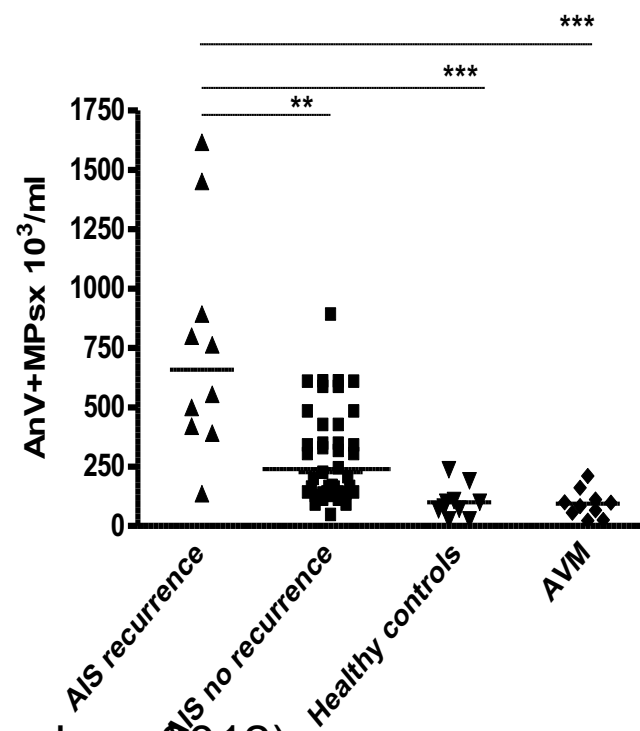 ***
***
**
1750
1500
1250
1000
750
500
250
0
AnV+MPsx 10³/ml
AIS recurrence
AIS no recurrence
Healthy controls
AVM